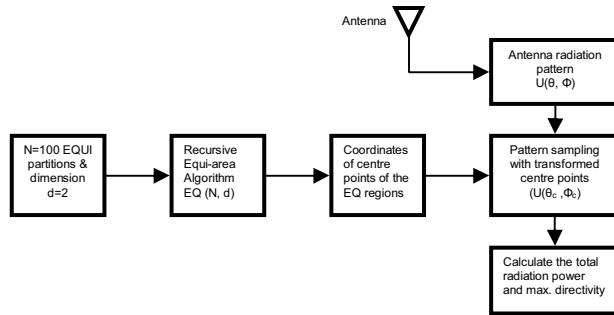 Antenna
Antenna radiation
pattern
U(θ, Φ)
N=100 EQUI
partitions &
dimension
d=2
Recursive
Equi-area
Algorithm
EQ (N, d)
Coordinates
of centre
points of the
EQ regions
Pattern sampling
with transformed
centre points
(U(θc ,Φc)
Calculate the total
radiation power
and max. directivity